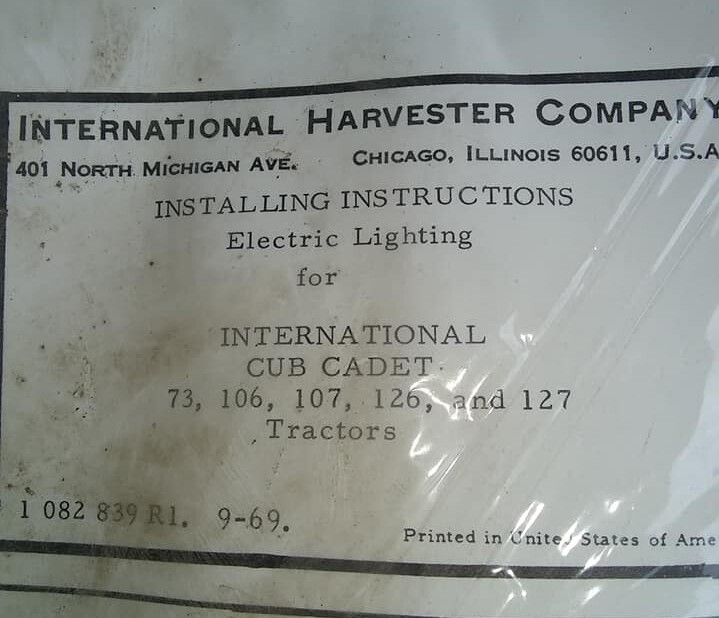 INTERNATIONAL HARVESTER COMPANY
401 NORTH MICHIGAN AVE. CHICAGO, ILLINOIS 60611, U.S.A
INSTALLING INSTRUCTIONS
Electric Lighting
for
INTERNATIONAL
CUB CADET
73, 106, 107, 126, and 127
Tractors
1 082 839 R1. 9-69.
Printed in United States of Ame